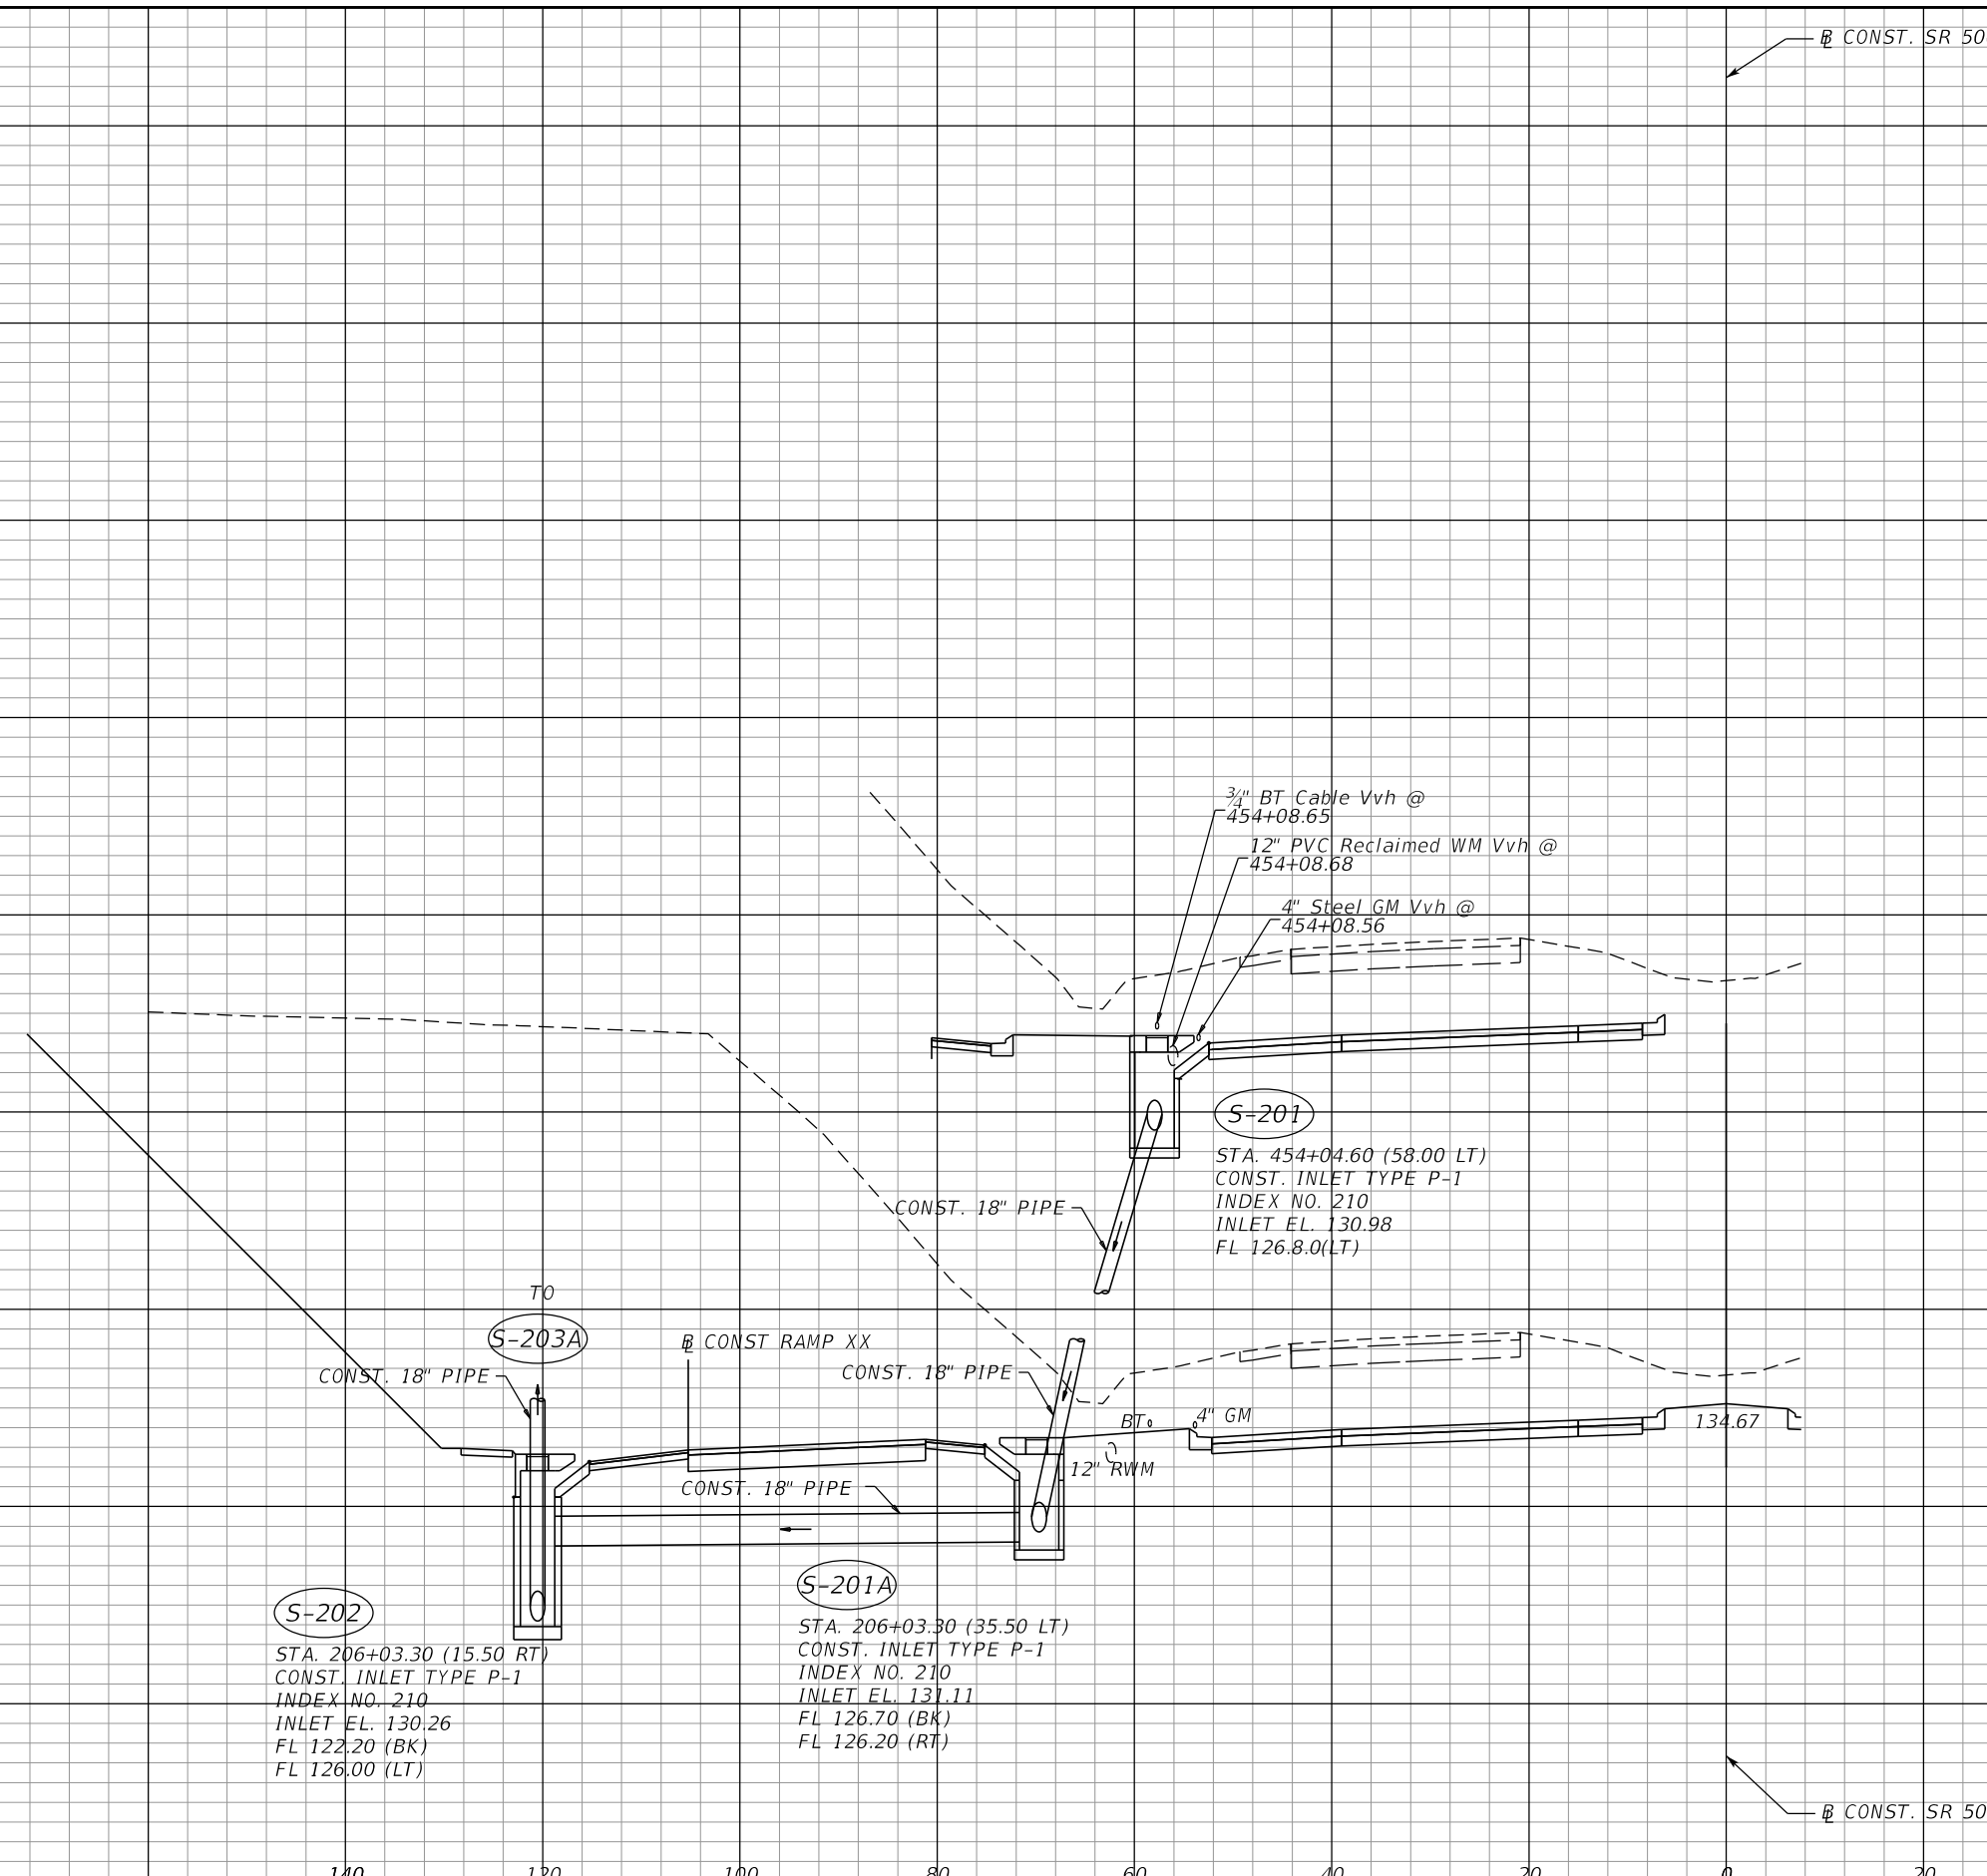 ℄ CONST. SR 50
¾" BT Cable Vvh @
454+08.65
12" PVC Reclaimed WM Vvh @
454+08.68
4" Steel GM Vvh @
454+08.56
S-201
STA. 454+04.60 (58.00 LT)
CONST. INLET TYPE P-1
INDEX NO. 210
INLET EL. 130.98
FL 126.8.0(LT)
CONST. 18" PIPE
TO
S-203A
CONST. 18" PIPE
℄ CONST RAMP XX
CONST. 18" PIPE
BT
4" GM
134.67
12" RWM
CONST. 18" PIPE
S-201A
STA. 206+03.30 (35.50 LT)
CONST. INLET TYPE P-1
INDEX NO. 210
INLET EL. 131.11
FL 126.70 (BK)
FL 126.20 (RT)
S-202
STA. 206+03.30 (15.50 RT)
CONST. INLET TYPE P-1
INDEX NO. 210
INLET EL. 130.26
FL 122.20 (BK)
FL 126.00 (LT)
℄ CONST. SR 50
140 120 100 80 60 40 20 0 20